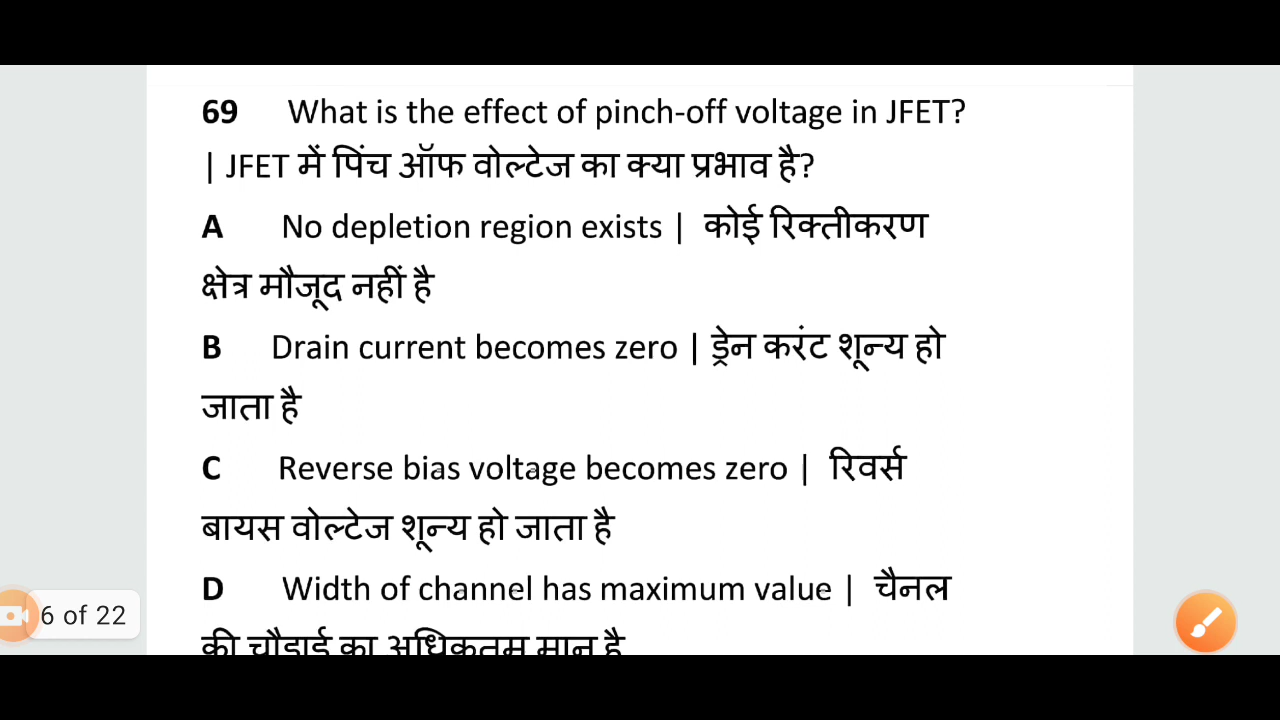 69 What is the effect of pinch-off voltage in JFET?
| JFET में पिंच ऑफ वोल्टेज का क्या प्रभाव है?
A No depletion region exists | कोई रिक्तीकरण
क्षेत्र मौजूद नहीं है
B Drain current becomes zero | ड्रेन करंट शून्य हो
जाता है
C Reverse bias voltage becomes zero | रिवर्स
बायस वोल्टेज शून्य हो जाता है
D Width of channel has maximum value | चैनल
की चौड़ाई का अधिकतम मान है
6 of 22